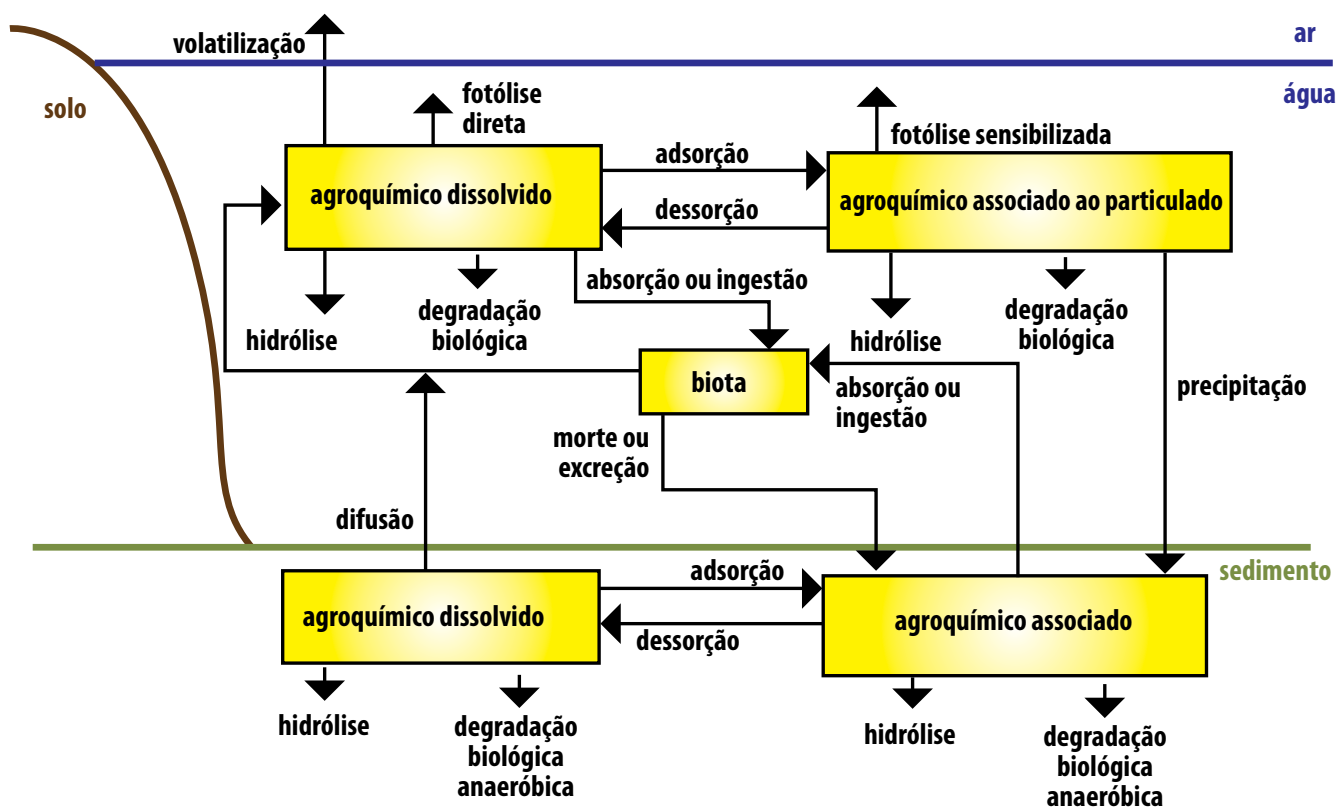 volatilização
ar
solo
água
fotólise
direta
fotólise sensibilizada
agroquímico dissolvido
adsorção
dessorção
agroquímico associado ao particulado
absorção ou ingestão
hidrólise
degradação
biológica
hidrólise
degradação
biológica
biota
absorção ou
ingestão
precipitação
morte ou
excreção
difusão
sedimento
agroquímico dissolvido
adsorção
dessorção
agroquímico associado
hidrólise
degradação
biológica
anaeróbica
hidrólise
degradação
biológica
anaeróbica